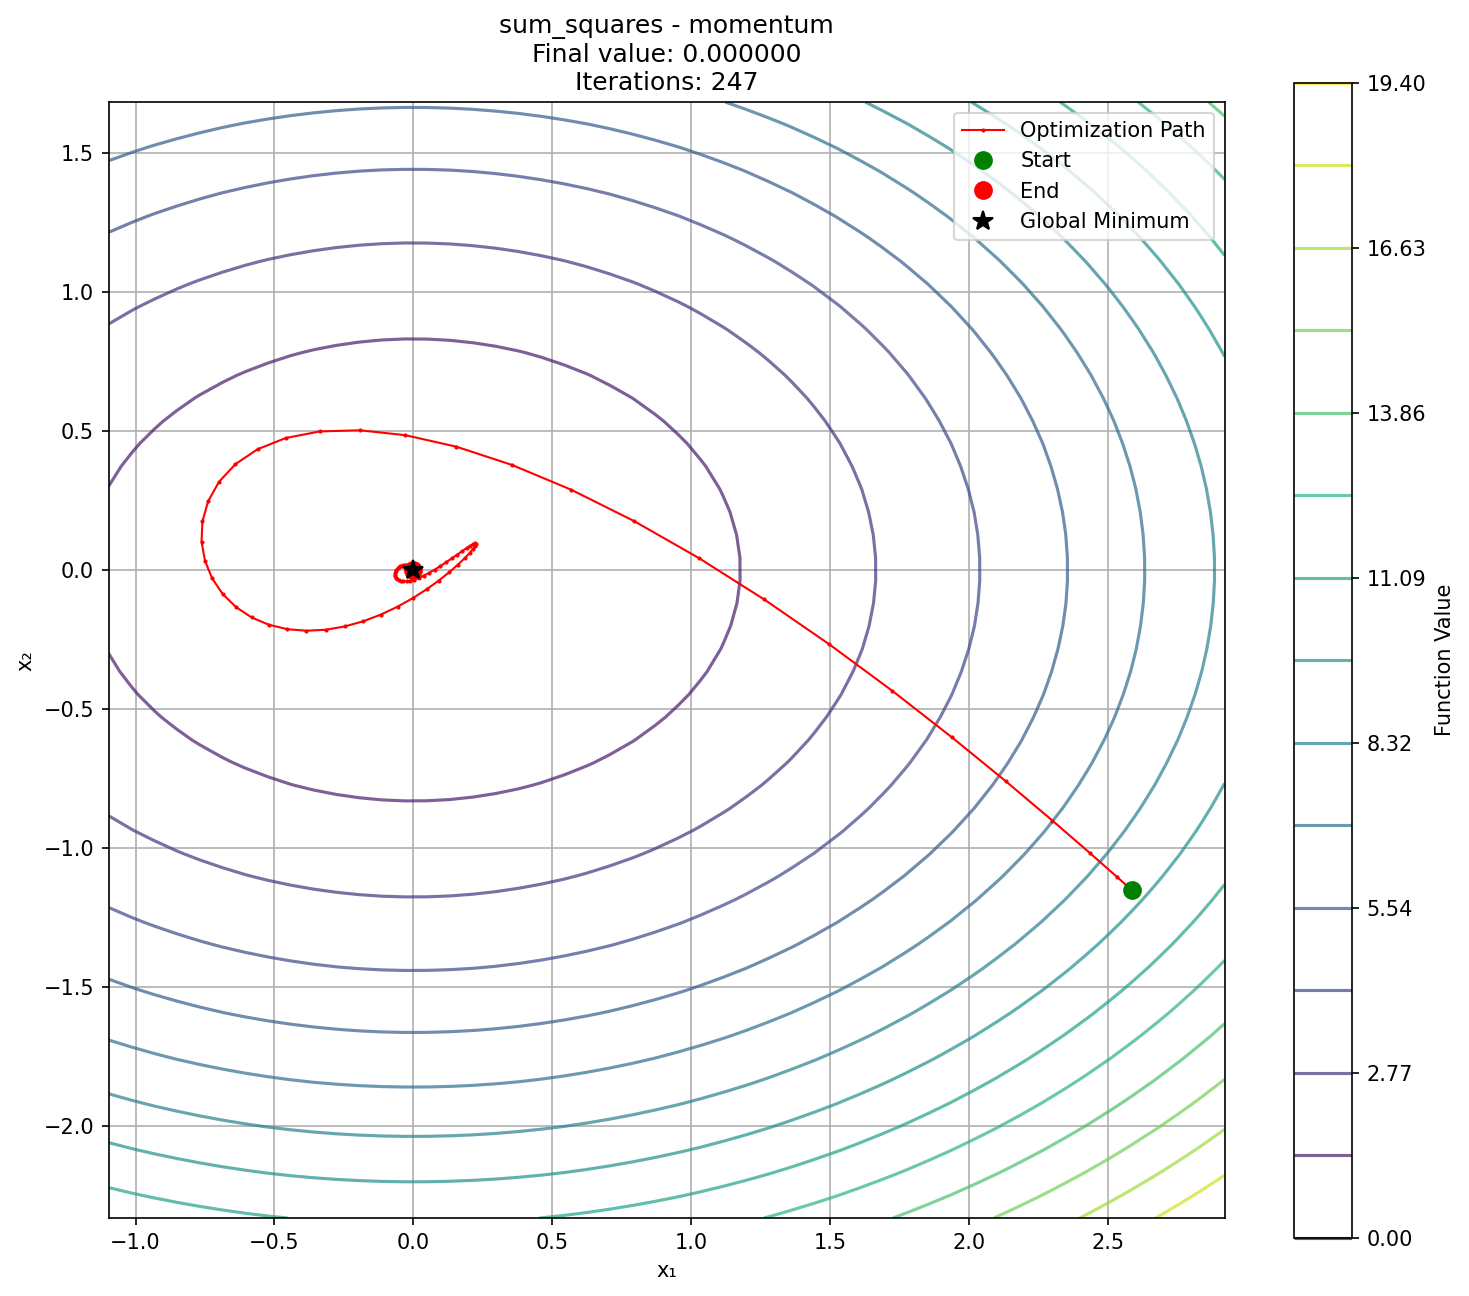 sum_squares - momentum
Final value: 0.000000
Iterations: 247
Optimization Path
Start
End
Global Minimum
1.5
1.0
0.5
0.0
−0.5
−1.0
−1.5
−2.0
x₂
−1.0 −0.5 0.0 0.5 1.0 1.5 2.0 2.5
x₁
19.40
16.63
13.86
11.09
8.32
5.54
2.77
0.00
Function Value